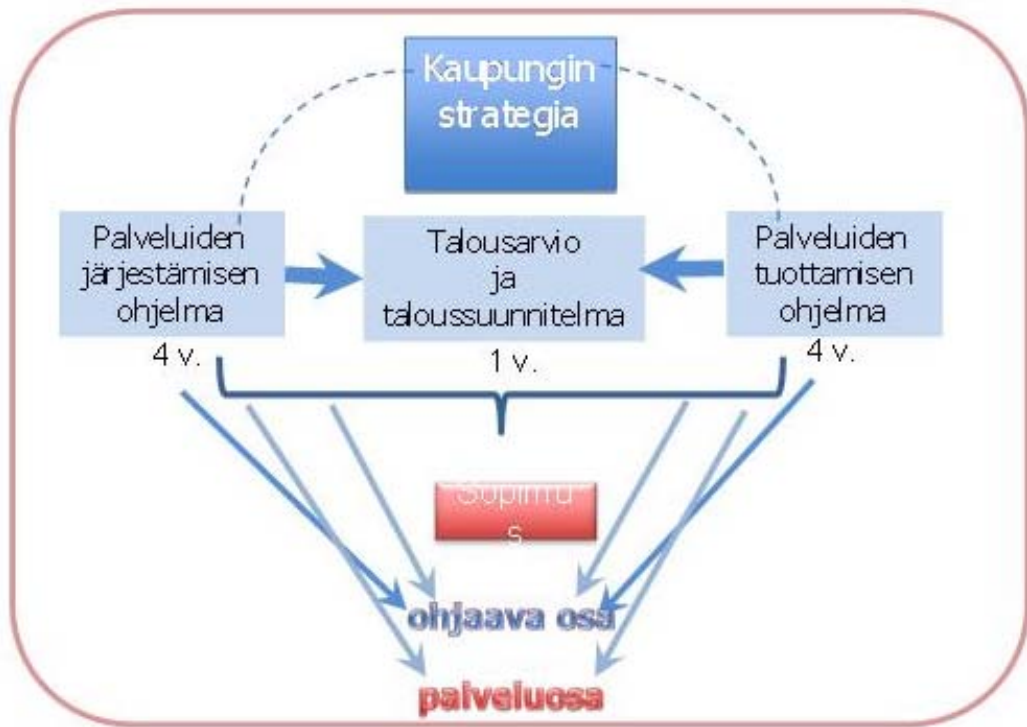 Kaupungin
strategia
Palveluiden
järjestämisen
ohjelma
4 v.
Talousarvio
ja
taloussuunnitelma
1 v.
Palveluiden
tuottamisen
ohjelma
4 v.
Sopimu
s
ohjaava osa
palveluosa